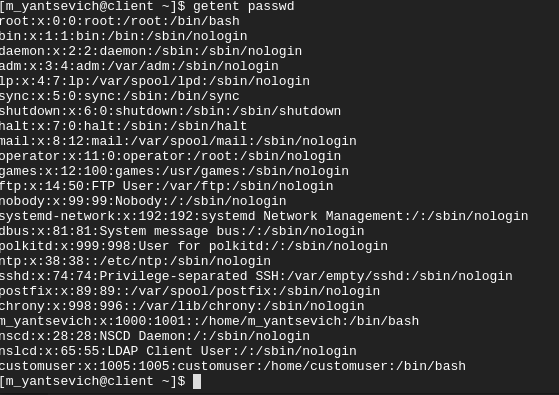 [m_yantsevich@client ~]$ getent passwd
root:x:0:0:root:/root:/bin/bash
bin:x:1:1:bin:/bin:/sbin/nologin
daemon:x:2:2:daemon:/sbin:/sbin/nologin
adm:x:3:4:adm:/var/adm:/sbin/nologin
lp:x:4:7:lp:/var/spool/lpd:/sbin/nologin
sync:x:5:0:sync:/sbin:/bin/sync
shutdown:x:6:0:shutdown:/sbin:/sbin/shutdown
halt:x:7:0:halt:/sbin:/sbin/halt
mail:x:8:12:mail:/var/spool/mail:/sbin/nologin
operator:x:11:0:operator:/root:/sbin/nologin
games:x:12:100:games:/usr/games:/sbin/nologin
ftp:x:14:50:FTP User:/var/ftp:/sbin/nologin
nobody:x:99:99:Nobody:/:/sbin/nologin
systemd-network:x:192:192:systemd Network Management:/:/sbin/nologin
dbus:x:81:81:System message bus:/:/sbin/nologin
polkitd:x:999:998:User for polkitd:/:/sbin/nologin
ntp:x:38:38::/etc/ntp:/sbin/nologin
sshd:x:74:74:Privilege-separated SSH:/var/empty/sshd:/sbin/nologin
postfix:x:89:89::/var/spool/postfix:/sbin/nologin
chrony:x:998:996::/var/lib/chrony:/sbin/nologin
m_yantsevich:x:1000:1001::/home/m_yantsevich:/bin/bash
nscd:x:28:28:NSCD Daemon:/:/sbin/nologin
nslcd:x:65:55:LDAP Client User:/:/sbin/nologin
customuser:x:1005:1005:customuser:/home/customuser:/bin/bash
[m_yantsevich@client ~]$